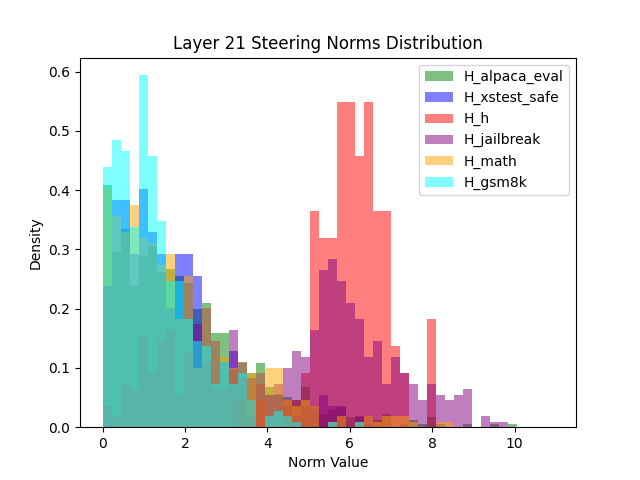 Layer 21 Steering Norms Distribution
H_alpaca_eval
H_xstest_safe
H_h
H_jailbreak
H_math
H_gsm8k
Density
0.6
0.5
0.4
0.3
0.2
0.1
0.0
0 2 4 6 8 10
Norm Value